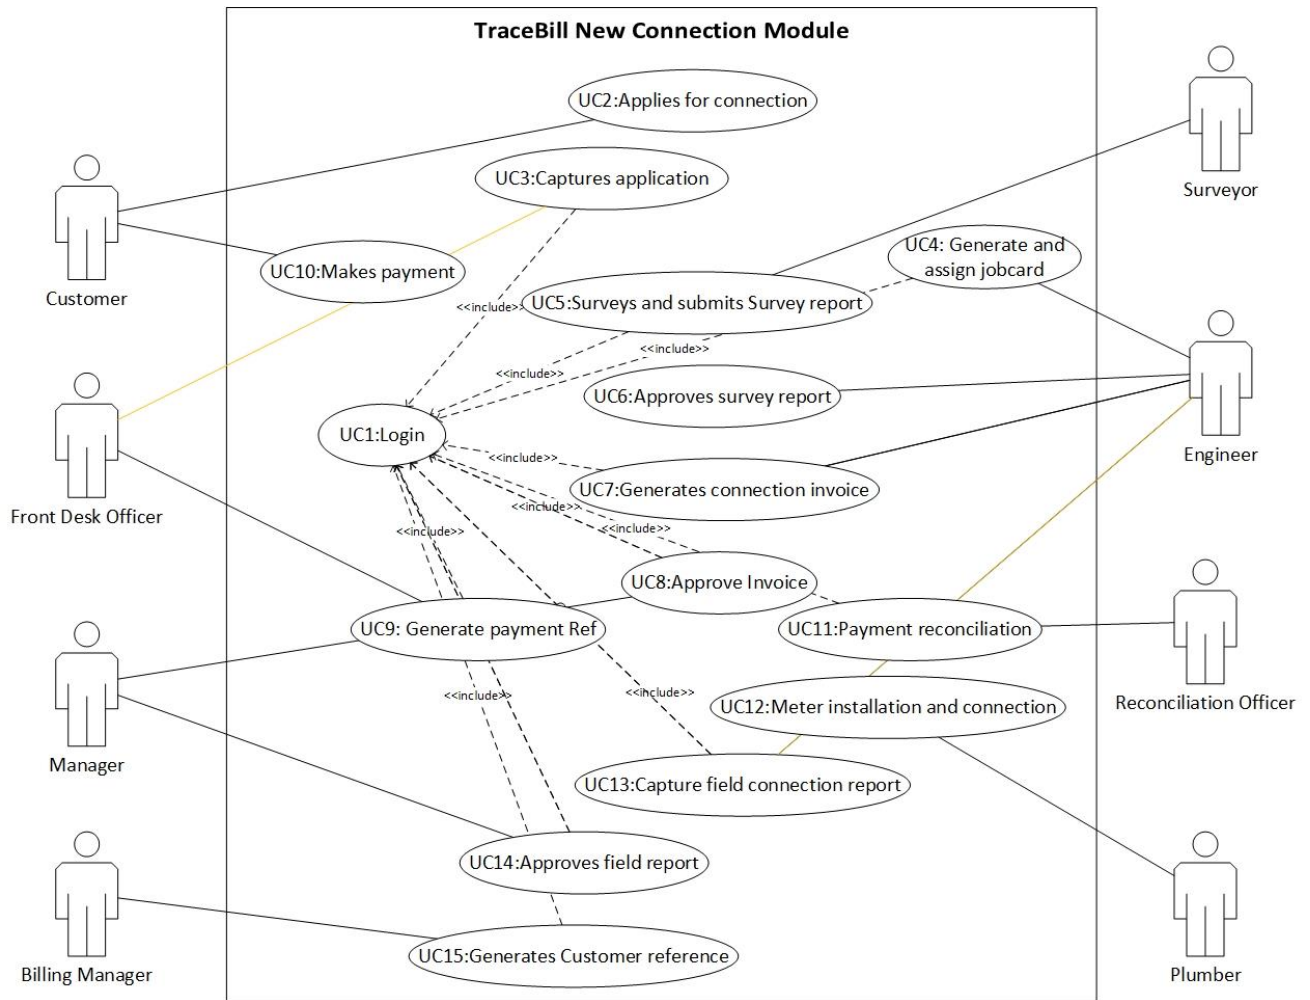 TraceBill New Connection Module
UC2:Applies for connection
UC3:Captures application
Surveyor
UC4: Generate and
assign jobcard
UC10:Makes payment
Customer
<<include>>
UC5:Surveys and submits Survey report
<<include>>
<<include>>
UC6:Approves survey report
UC1:Login
Engineer
<<include>>
UC7:Generates connection invoice
<<include>>
Front Desk Officer
<<include>>
<<include>>
UC8:Approve Invoice
UC9: Generate payment Ref
UC11:Payment reconciliation
<<include>>
<<include>>
Reconciliation Officer
UC12:Meter installation and connection
Manager
UC13:Capture field connection report
UC14:Approves field report
UC15:Generates Customer reference
Billing Manager
Plumber